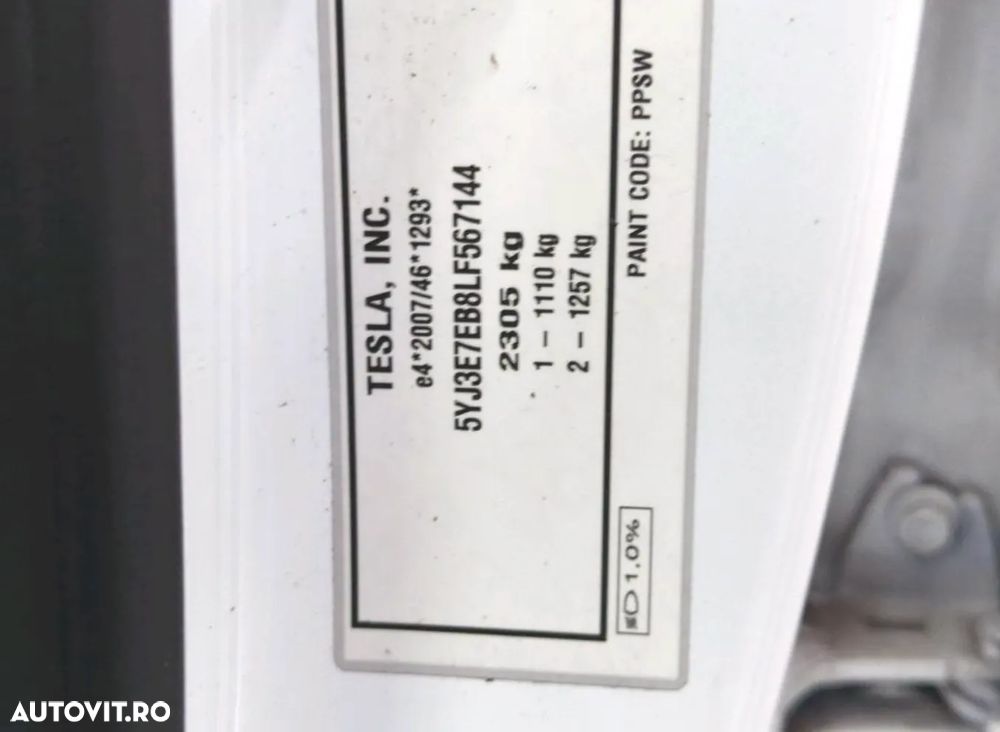 TESLA, INC.
e4*2007/46*1293*
5YJ3E7EB8LF567144
2305 kg
1 – 1110 kg
2 – 1257 kg
PAINT CODE: PPSW
1.0%
AUTOVIT.RO